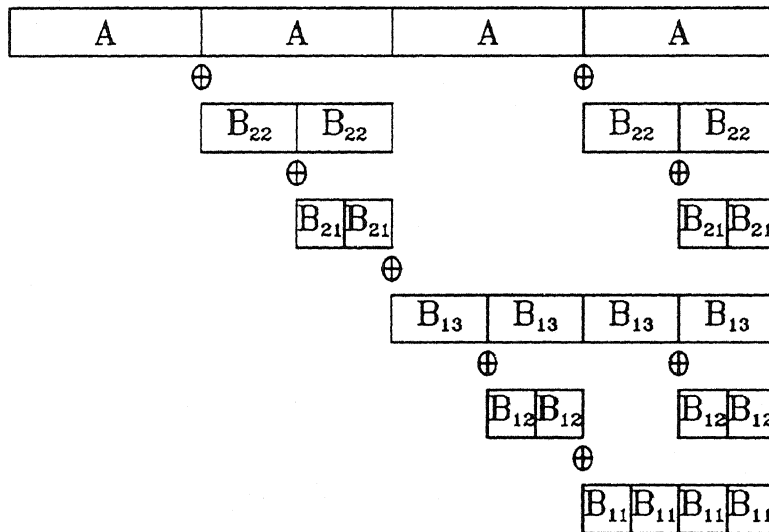 A A A A
⊕ ⊕
B₂₂ B₂₂ B₂₂ B₂₂
⊕ ⊕
B₂₁ B₂₁ B₂₁ B₂₁
⊕
B₁₃ B₁₃ B₁₃ B₁₃
⊕ ⊕
B₁₂ B₁₂ B₁₂ B₁₂
⊕
B₁₁ B₁₁ B₁₁ B₁₁